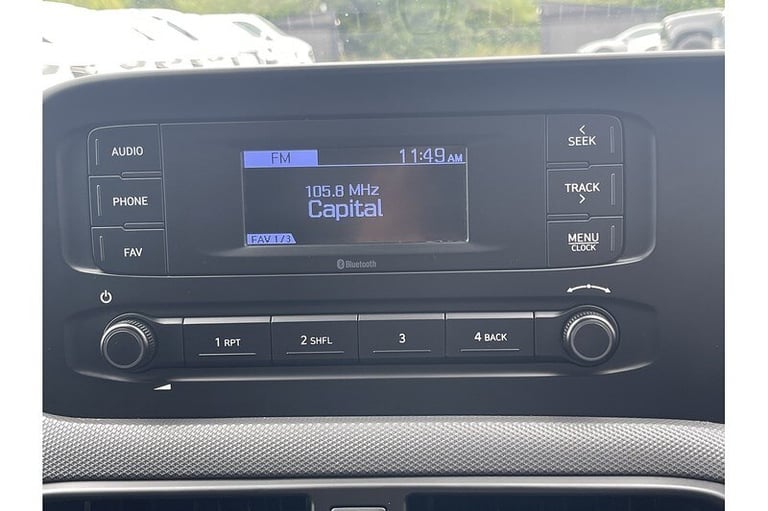 AUDIO
PHONE
FAV
FM 11:49 AM
105.8 MHz
Capital
FAV 1/3
Bluetooth
SEEK
TRACK
MENU
CLOCK
1 RPT
2 SHFL
3
4 BACK